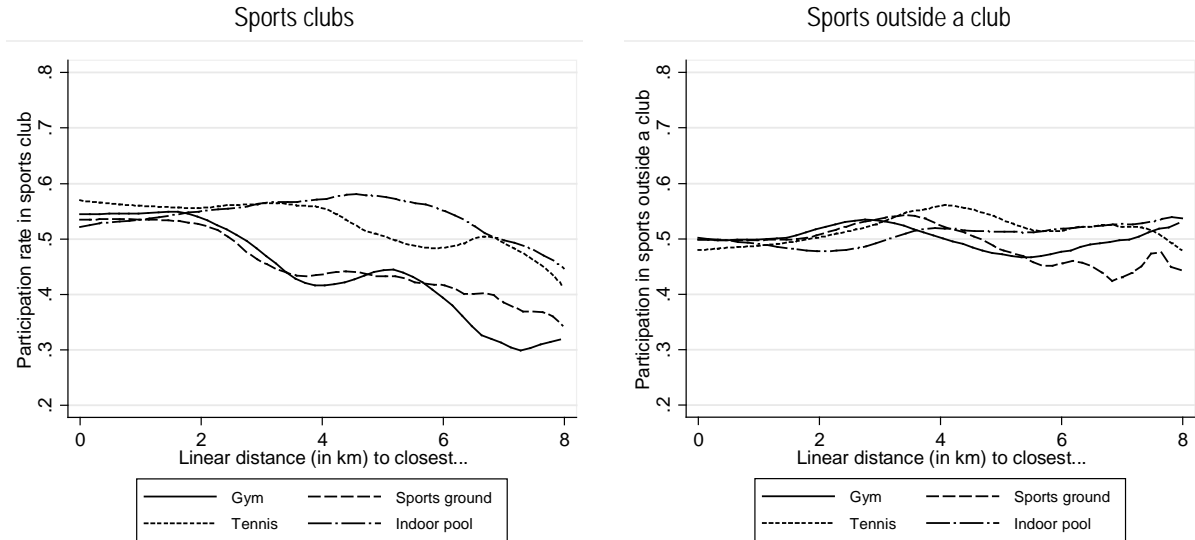 Sports clubs
Participation rate in sports club
.8
.7
.6
.5
.4
.3
.2
0 2 4 6 8
Linear distance (in km) to closest...
Gym Sports ground
Tennis Indoor pool
Sports outside a club
Participation in sports outside a club
.8
.7
.6
.5
.4
.3
.2
0 2 4 6 8
Linear distance (in km) to closest...
Gym Sports ground
Tennis Indoor pool